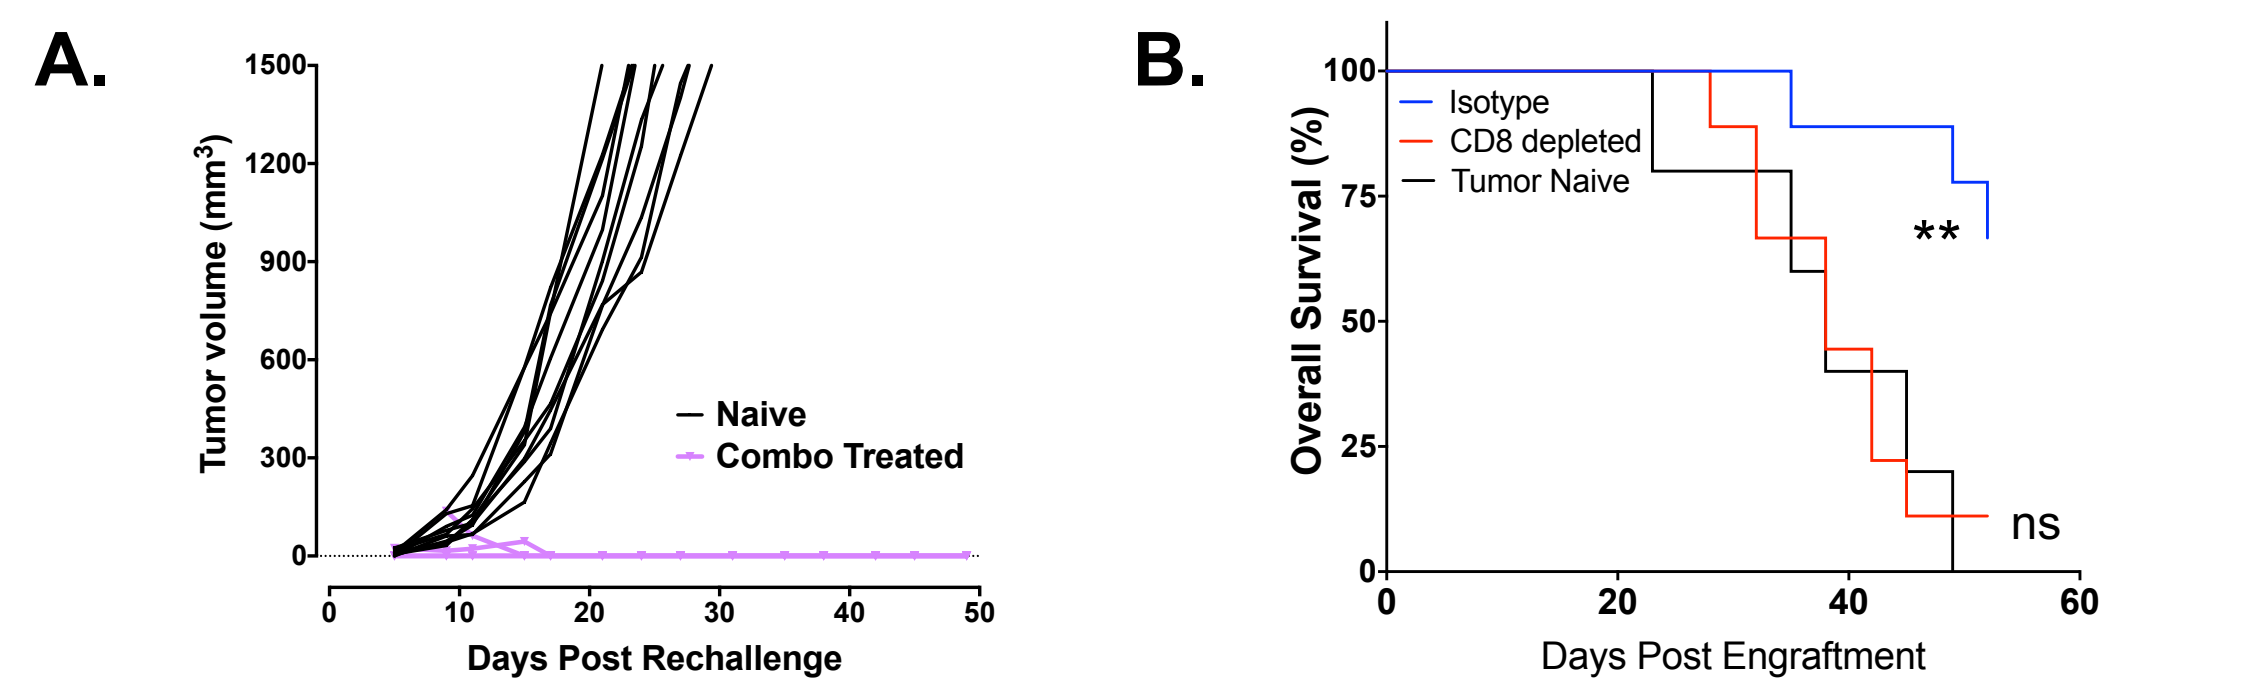 A.
Tumor volume (mm³)
1500
1200
900
600
300
0
Naive
Combo Treated
0 10 20 30 40 50
Days Post Rechallenge
B.
Overall Survival (%)
100
75
50
25
0
Isotype
CD8 depleted
Tumor Naive
**
ns
0 20 40 60
Days Post Engraftment